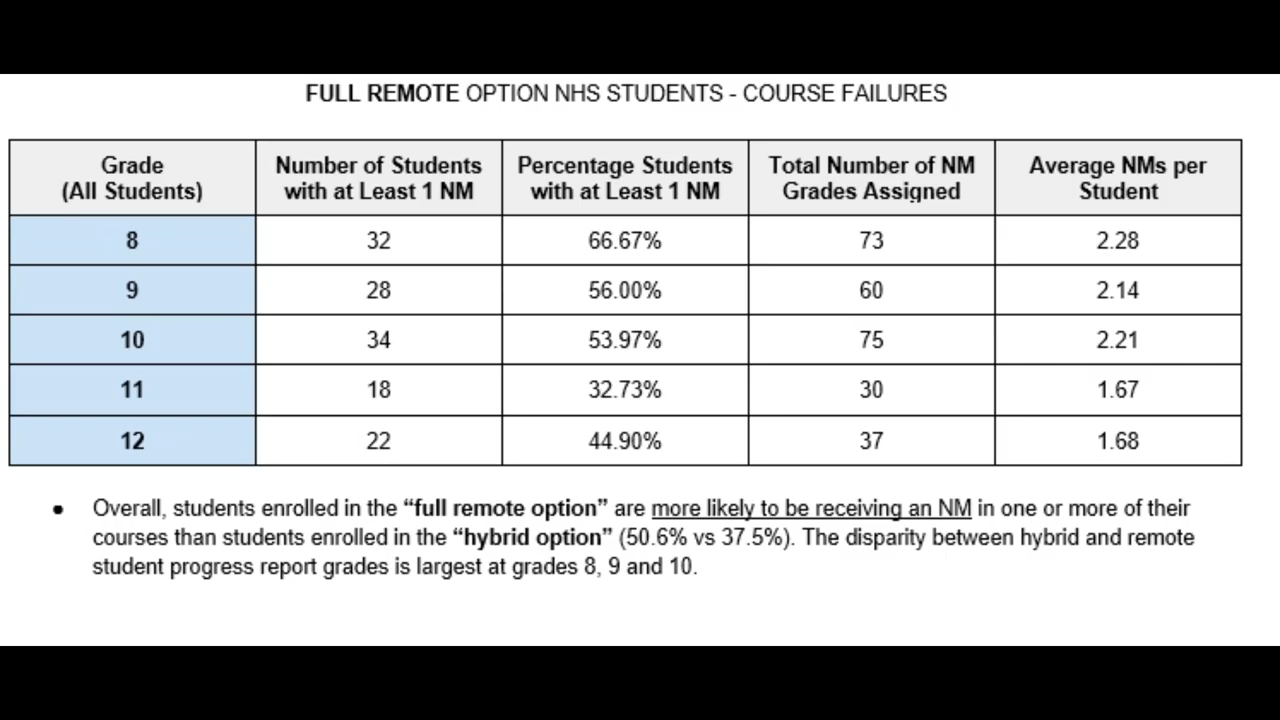 FULL REMOTE OPTION NHS STUDENTS - COURSE FAILURES
Grade (All Students) Number of Students with at Least 1 NM Percentage Students with at Least 1 NM Total Number of NM Grades Assigned Average NMs per Student
8 32 66.67% 73 2.28
9 28 56.00% 60 2.14
10 34 53.97% 75 2.21
11 18 32.73% 30 1.67
12 22 44.90% 37 1.68
● Overall, students enrolled in the “full remote option” are more likely to be receiving an NM in one or more of their
courses than students enrolled in the “hybrid option” (50.6% vs 37.5%). The disparity between hybrid and remote
student progress report grades is largest at grades 8, 9 and 10.